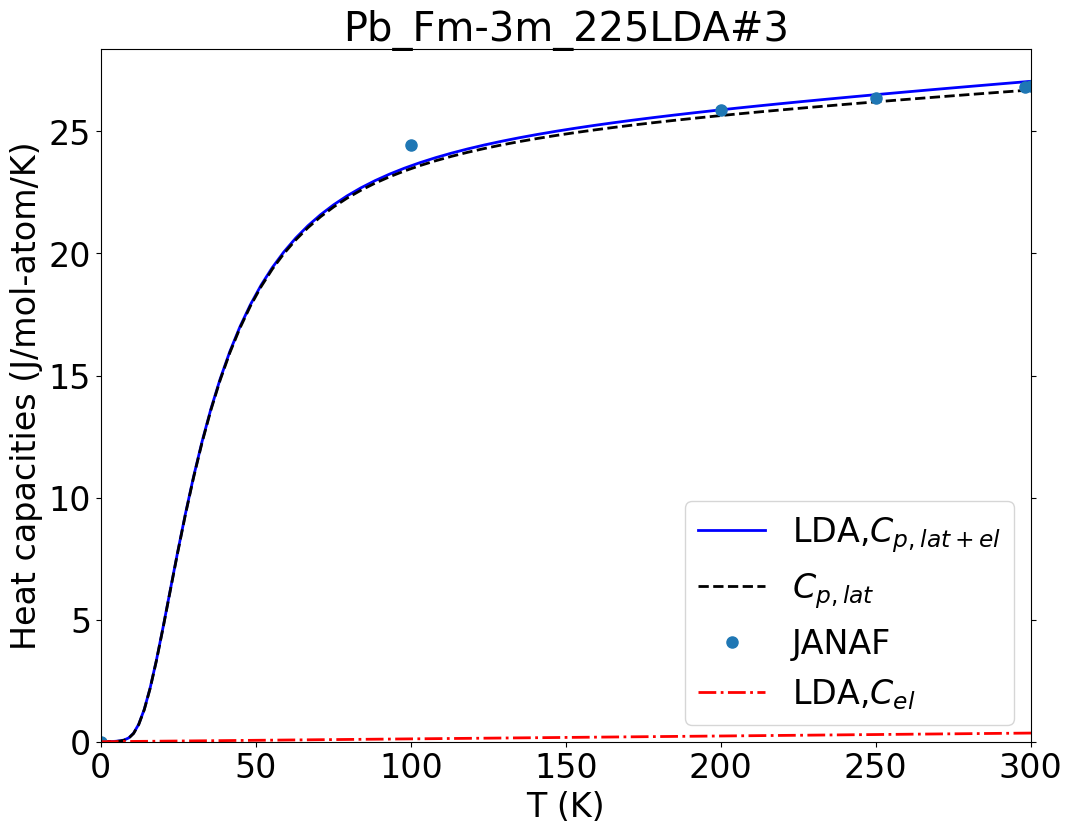 Pb_Fm-3m_225LDA#3
Heat capacities (J/mol-atom/K)
25
20
15
10
5
0
LDA,C_{p,lat+el}
C_{p,lat}
JANAF
LDA,C_{el}
0 50 100 150 200 250 300
T (K)